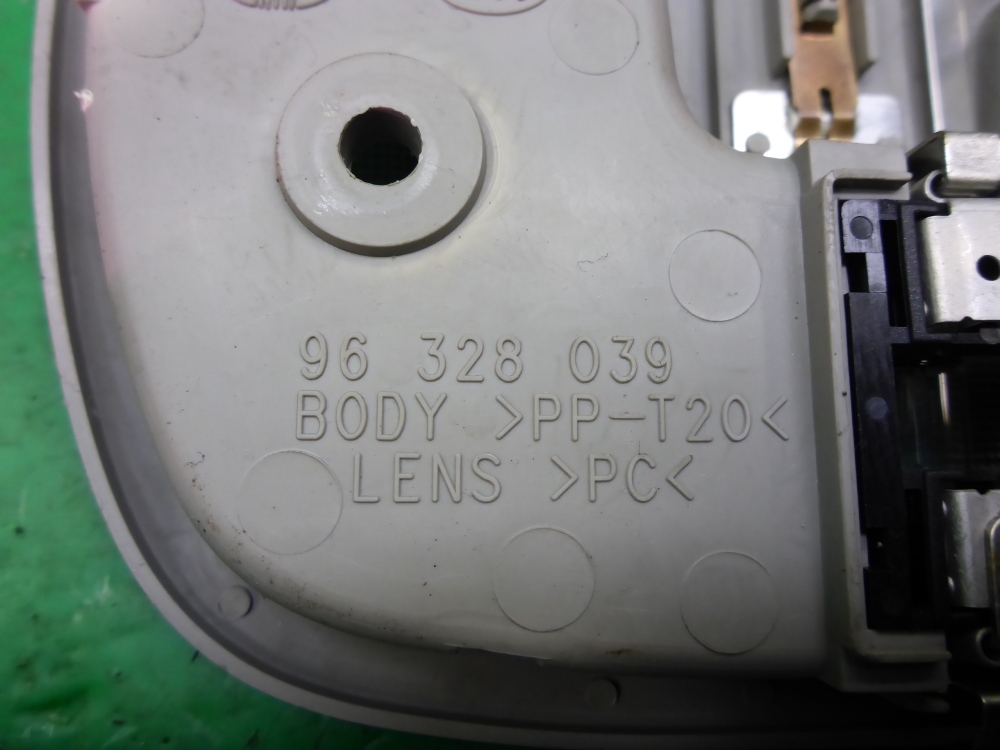 96 328 039
BODY >PP-T20<
LENS >PC<